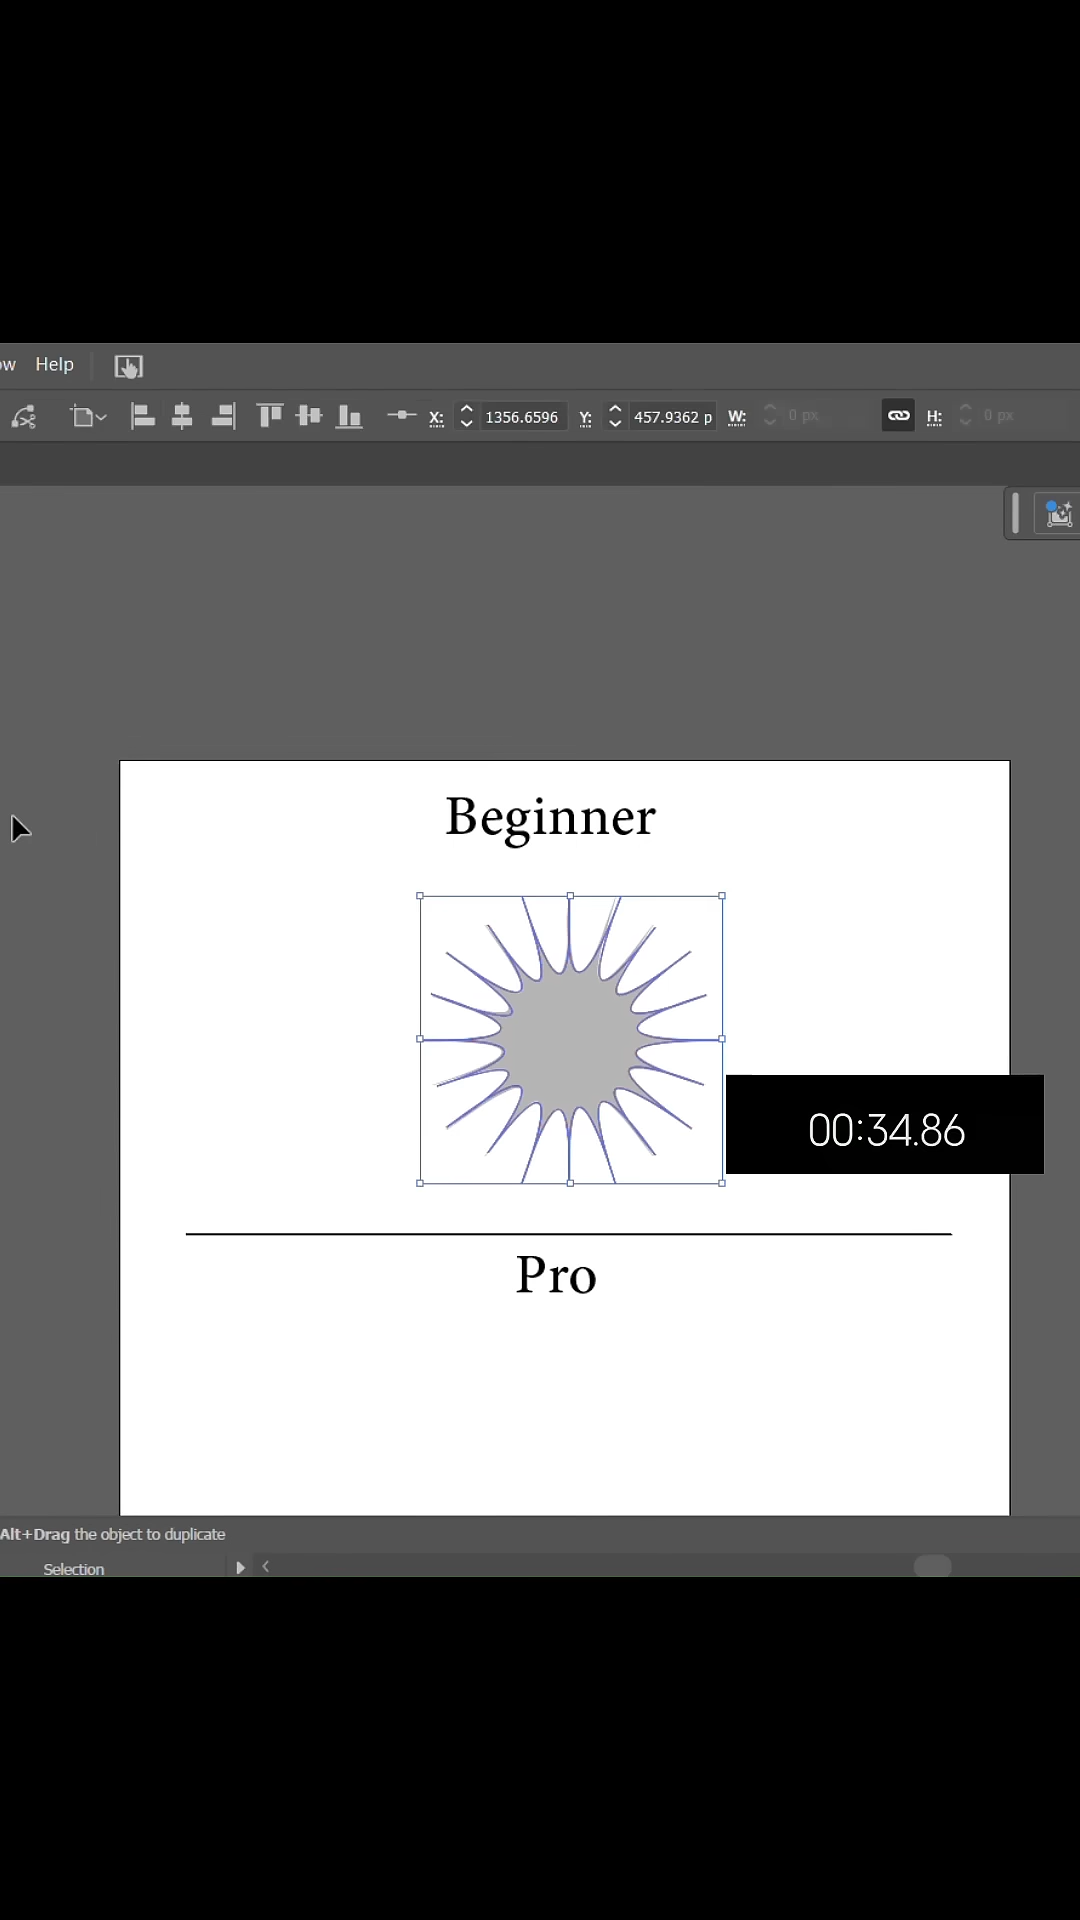 ow Help
X: 1356.6596 Y: 457.9362 p W: 0 px H: 0 px
Beginner
00:34.86
Pro
Alt+Drag the object to duplicate
Selection